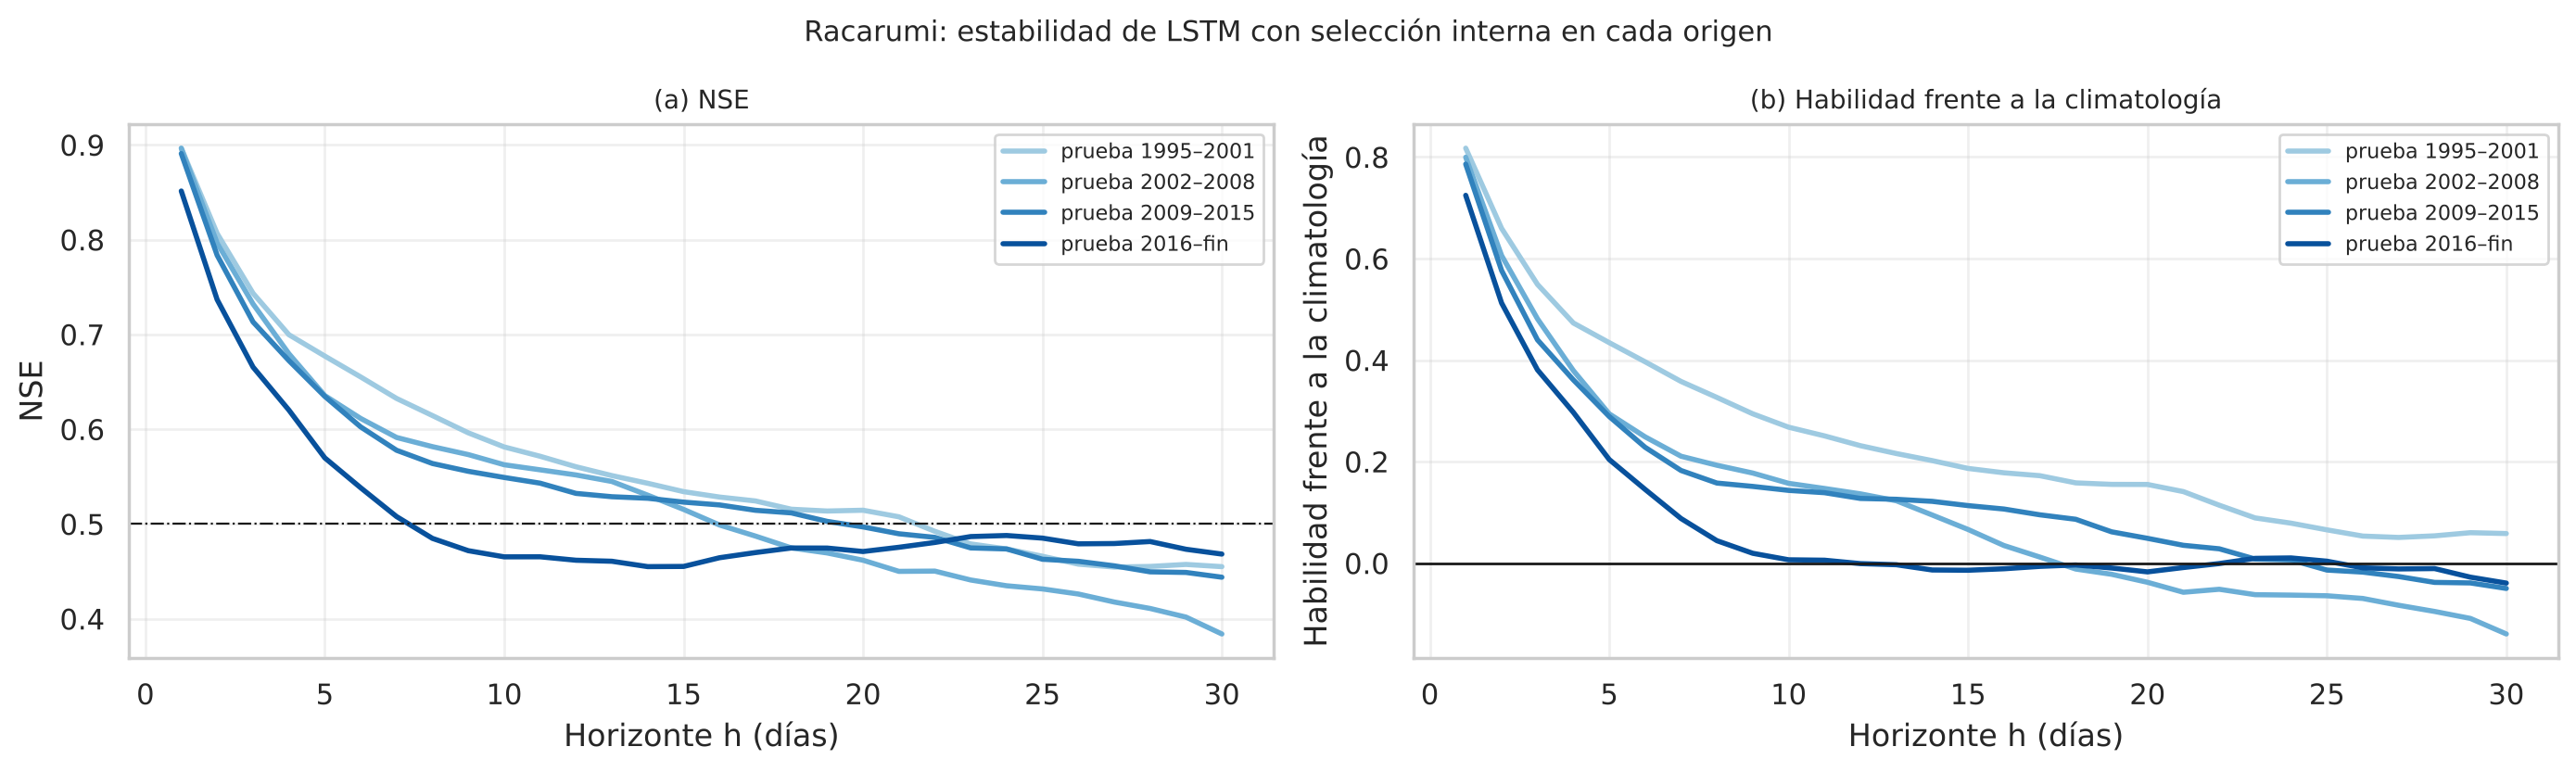 Racarumi: estabilidad de LSTM con selección interna en cada origen
(a) NSE
NSE
0.9
0.8
0.7
0.6
0.5
0.4
prueba 1995–2001
prueba 2002–2008
prueba 2009–2015
prueba 2016–fin
0 5 10 15 20 25 30
Horizonte h (días)
(b) Habilidad frente a la climatología
Habilidad frente a la climatología
0.8
0.6
0.4
0.2
0.0
prueba 1995–2001
prueba 2002–2008
prueba 2009–2015
prueba 2016–fin
0 5 10 15 20 25 30
Horizonte h (días)